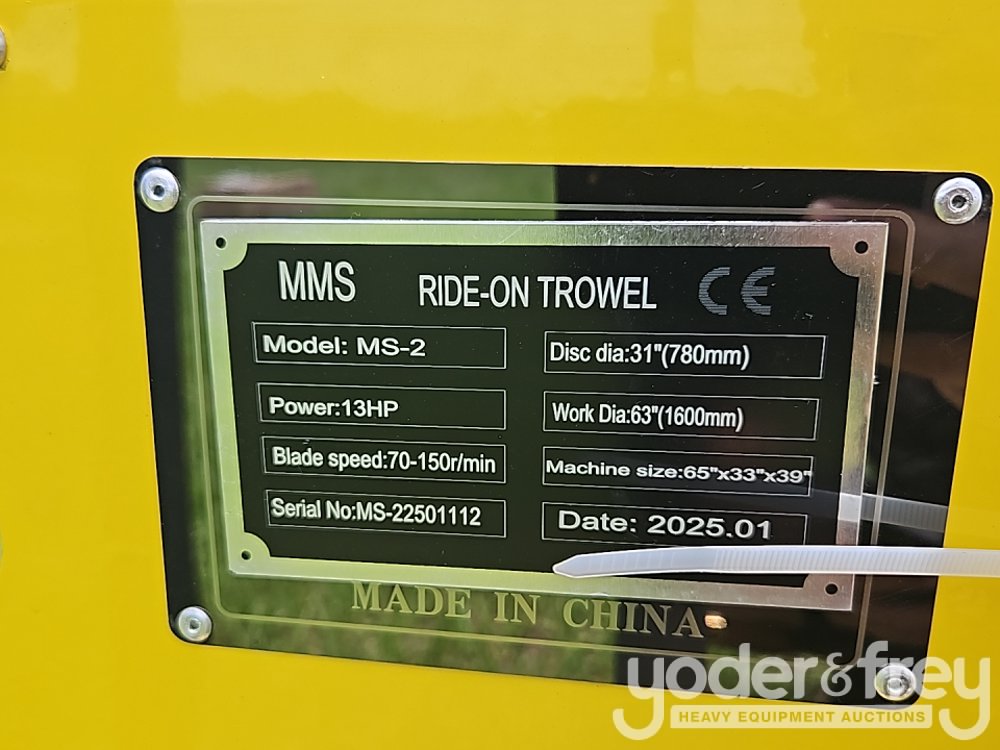 MMS RIDE-ON TROWEL CE
Model: MS-2
Disc dia:31"(780mm)
Power:13HP
Work Dia:63"(1600mm)
Blade speed:70-150r/min
Machine size:65"x33"x39"
Serial No:MS-22501112
Date: 2025.01
MADE IN CHINA
yoder&frey
HEAVY EQUIPMENT AUCTIONS